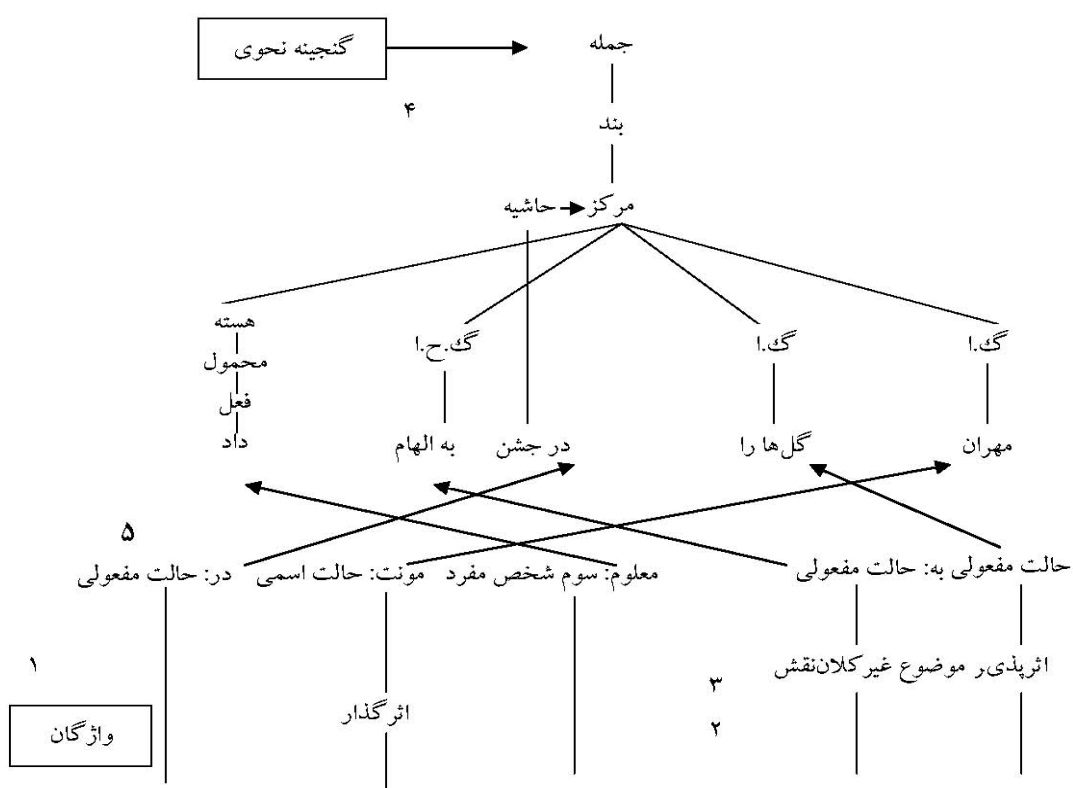 گنجینه نحوی
جمله
۴
بند
مرکز
حاشیه
هسته
محمول
فعل
داد
گ.ا
گ.ا
گ.ح.ا
مهران
گل‌ها را
در جشن
به الهام
۵
حالت مفعولی
به: حالت مفعولی
معلوم: سوم شخص مفرد
مونت: حالت اسمی
در: حالت مفعولی
۱
اثرپذیر
موضوع غیرکلان‌نقش
۳
اثرگذار
۲
واژگان